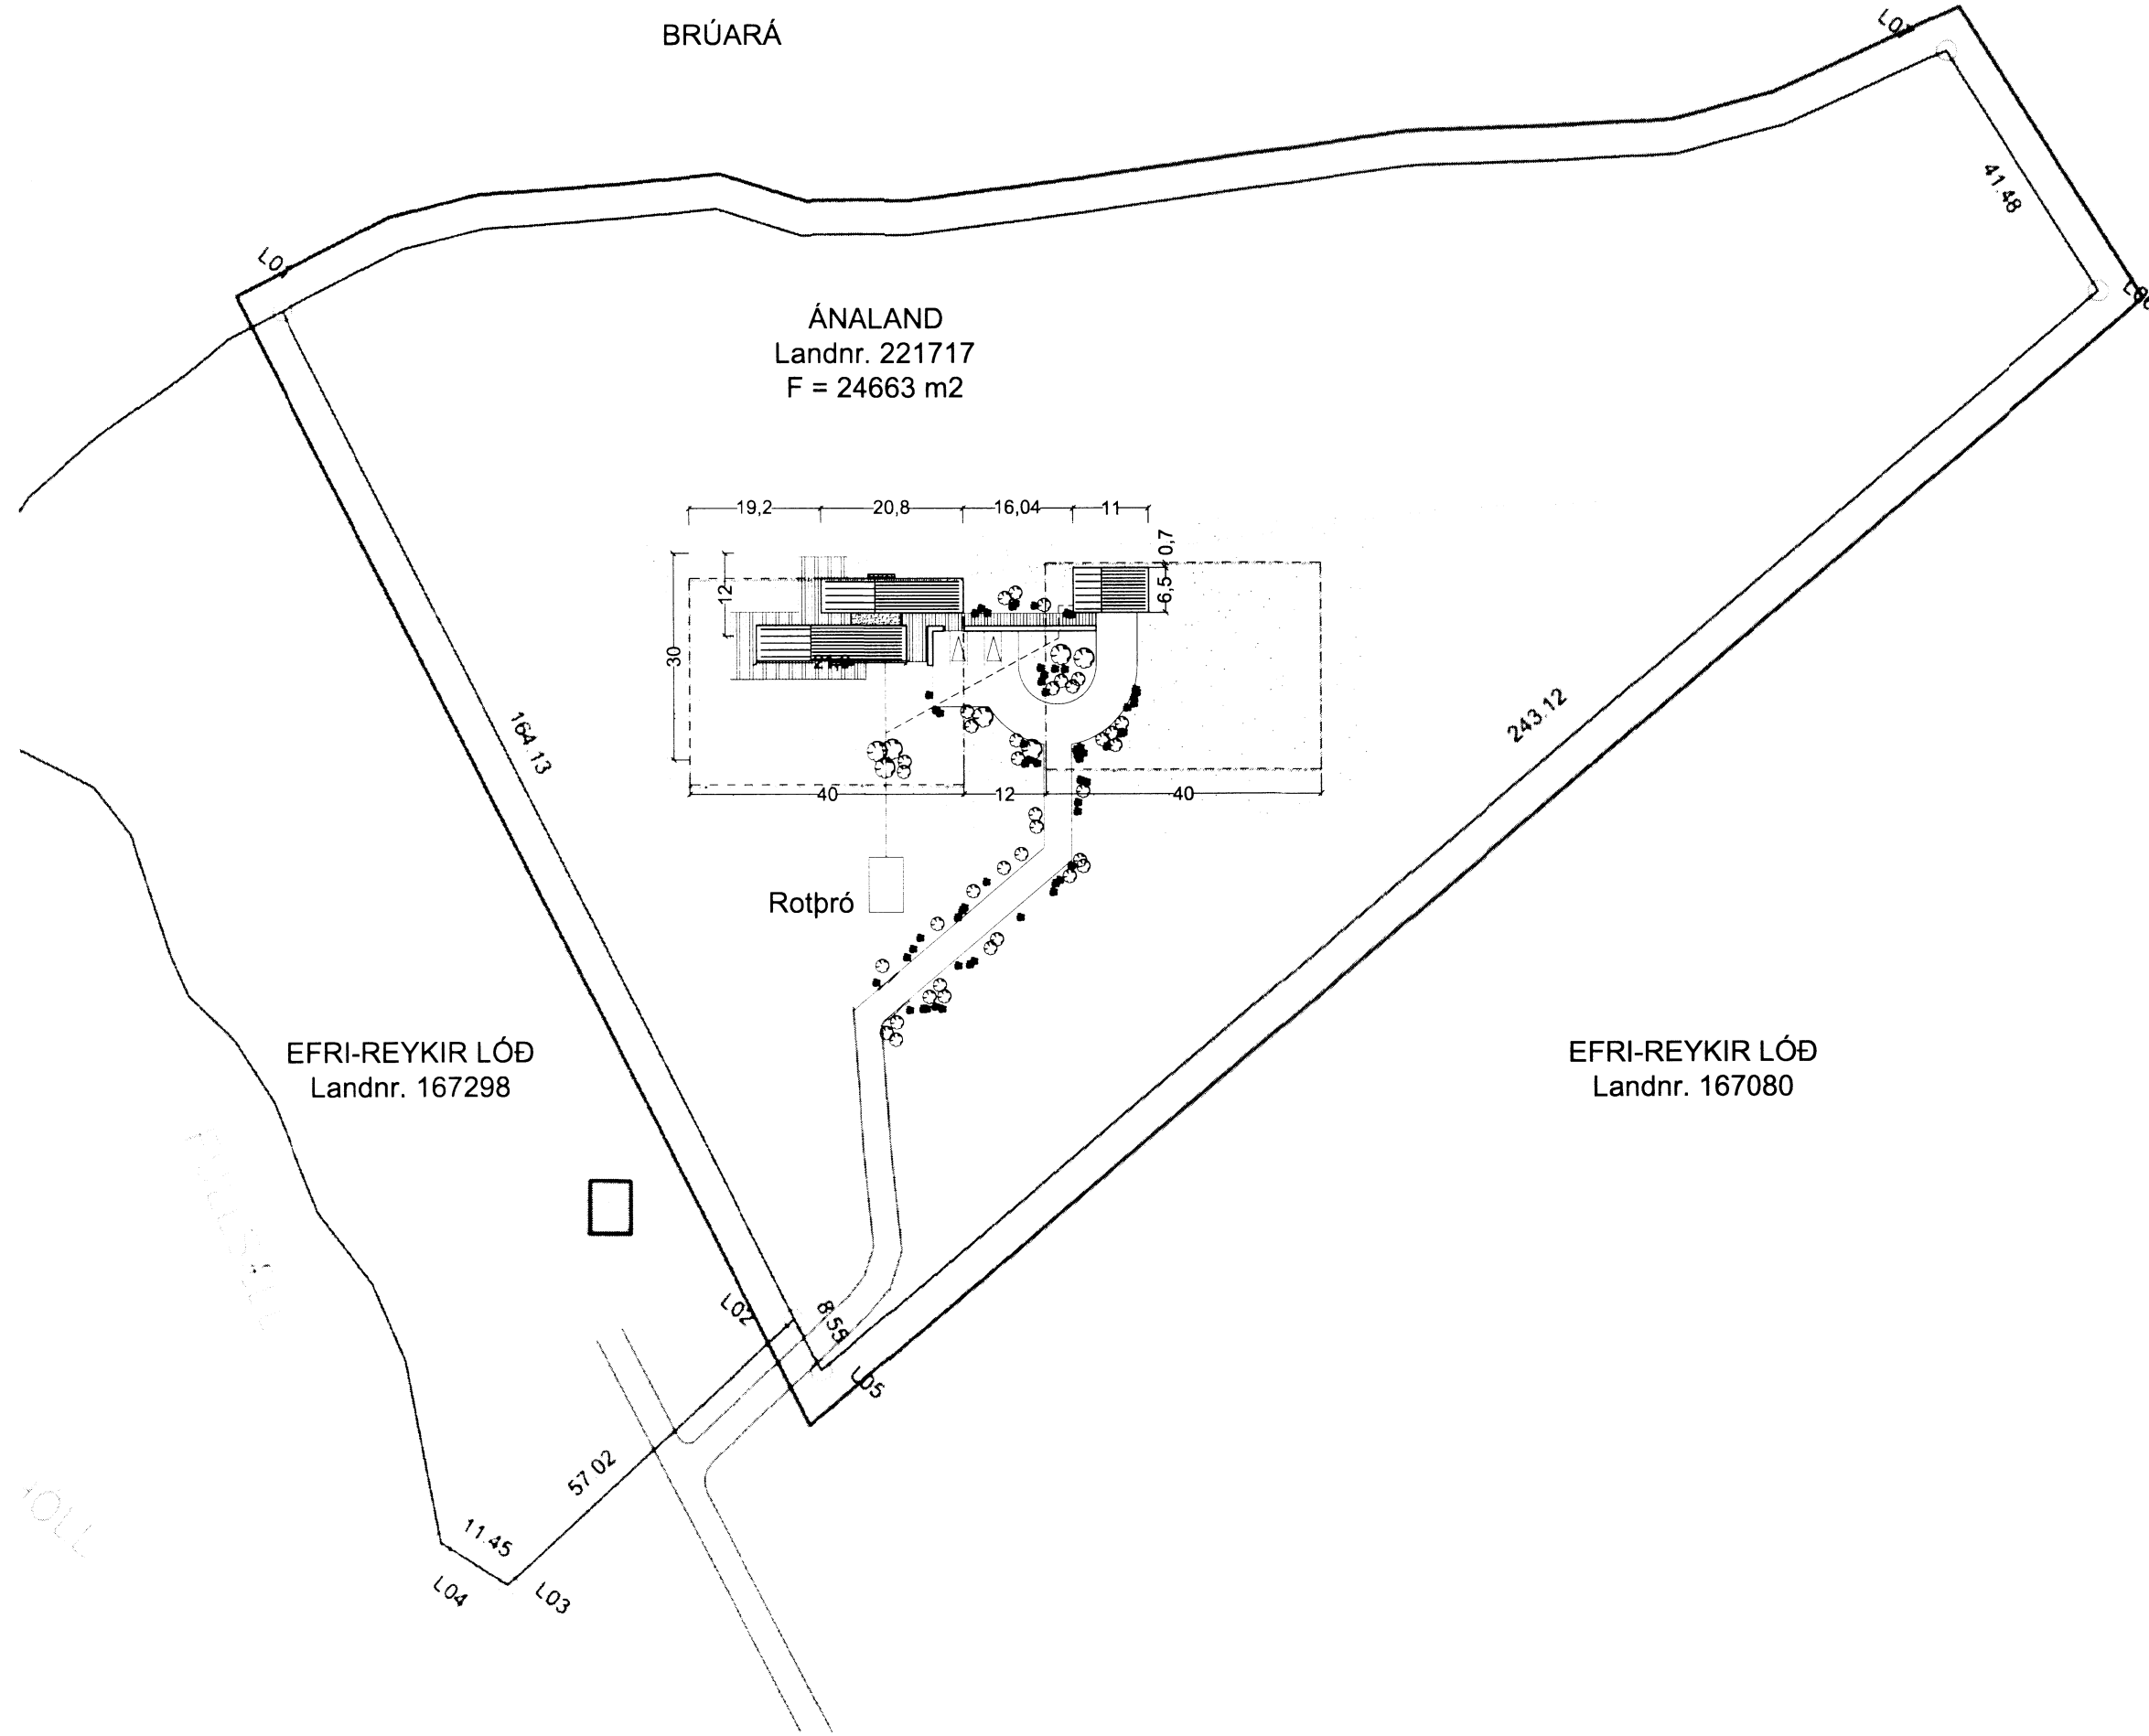 BRÚARÁ
L01
41.48
ÁNALAND
Landnr. 221717
F = 24663 m2
19,2
20,8
16,04
11
0,7
6,5
12
30
40
12
40
164.13
243.12
Rotþró
EFRI-REYKIR LÓÐ
Landnr. 167298
EFRI-REYKIR LÓÐ
Landnr. 167080
L02
8.55
L05
57.02
11.45
L04
L03